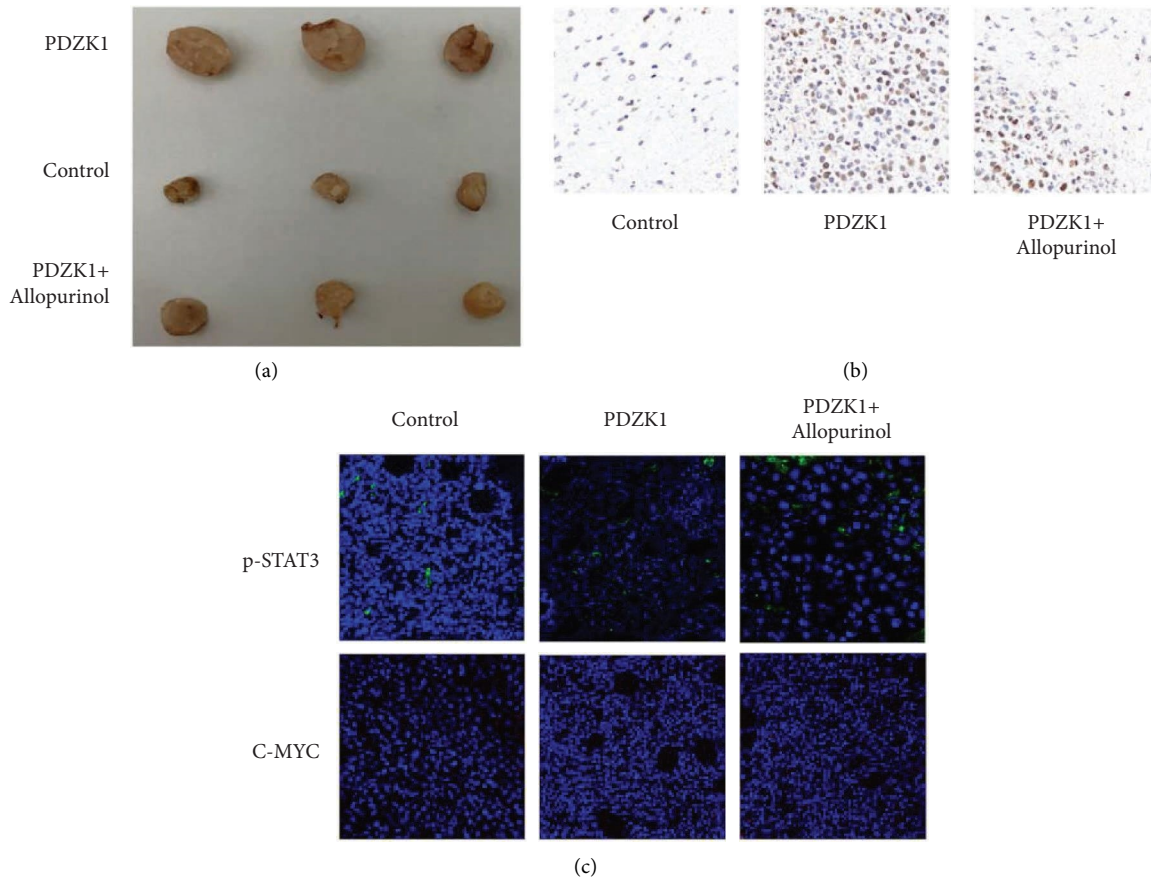 PDZK1
Control
PDZK1+
Allopurinol
(a)
Control
PDZK1
PDZK1+
Allopurinol
(b)
Control
PDZK1
PDZK1+
Allopurinol
p-STAT3
C-MYC
(c)